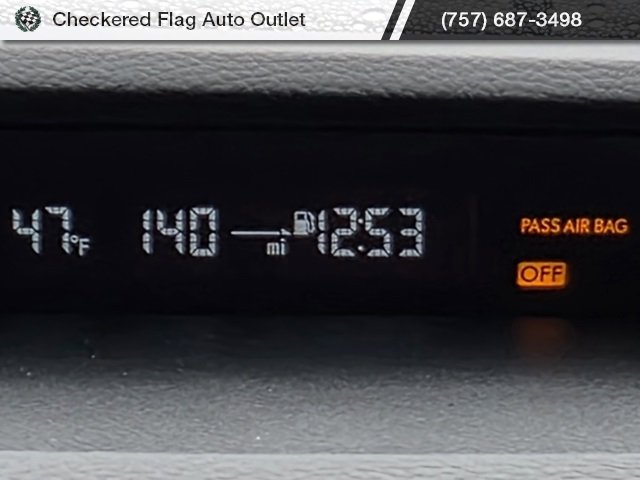 Checkered Flag Auto Outlet (757) 687-3498
47°F 140 mi 12:53
PASS AIR BAG
OFF